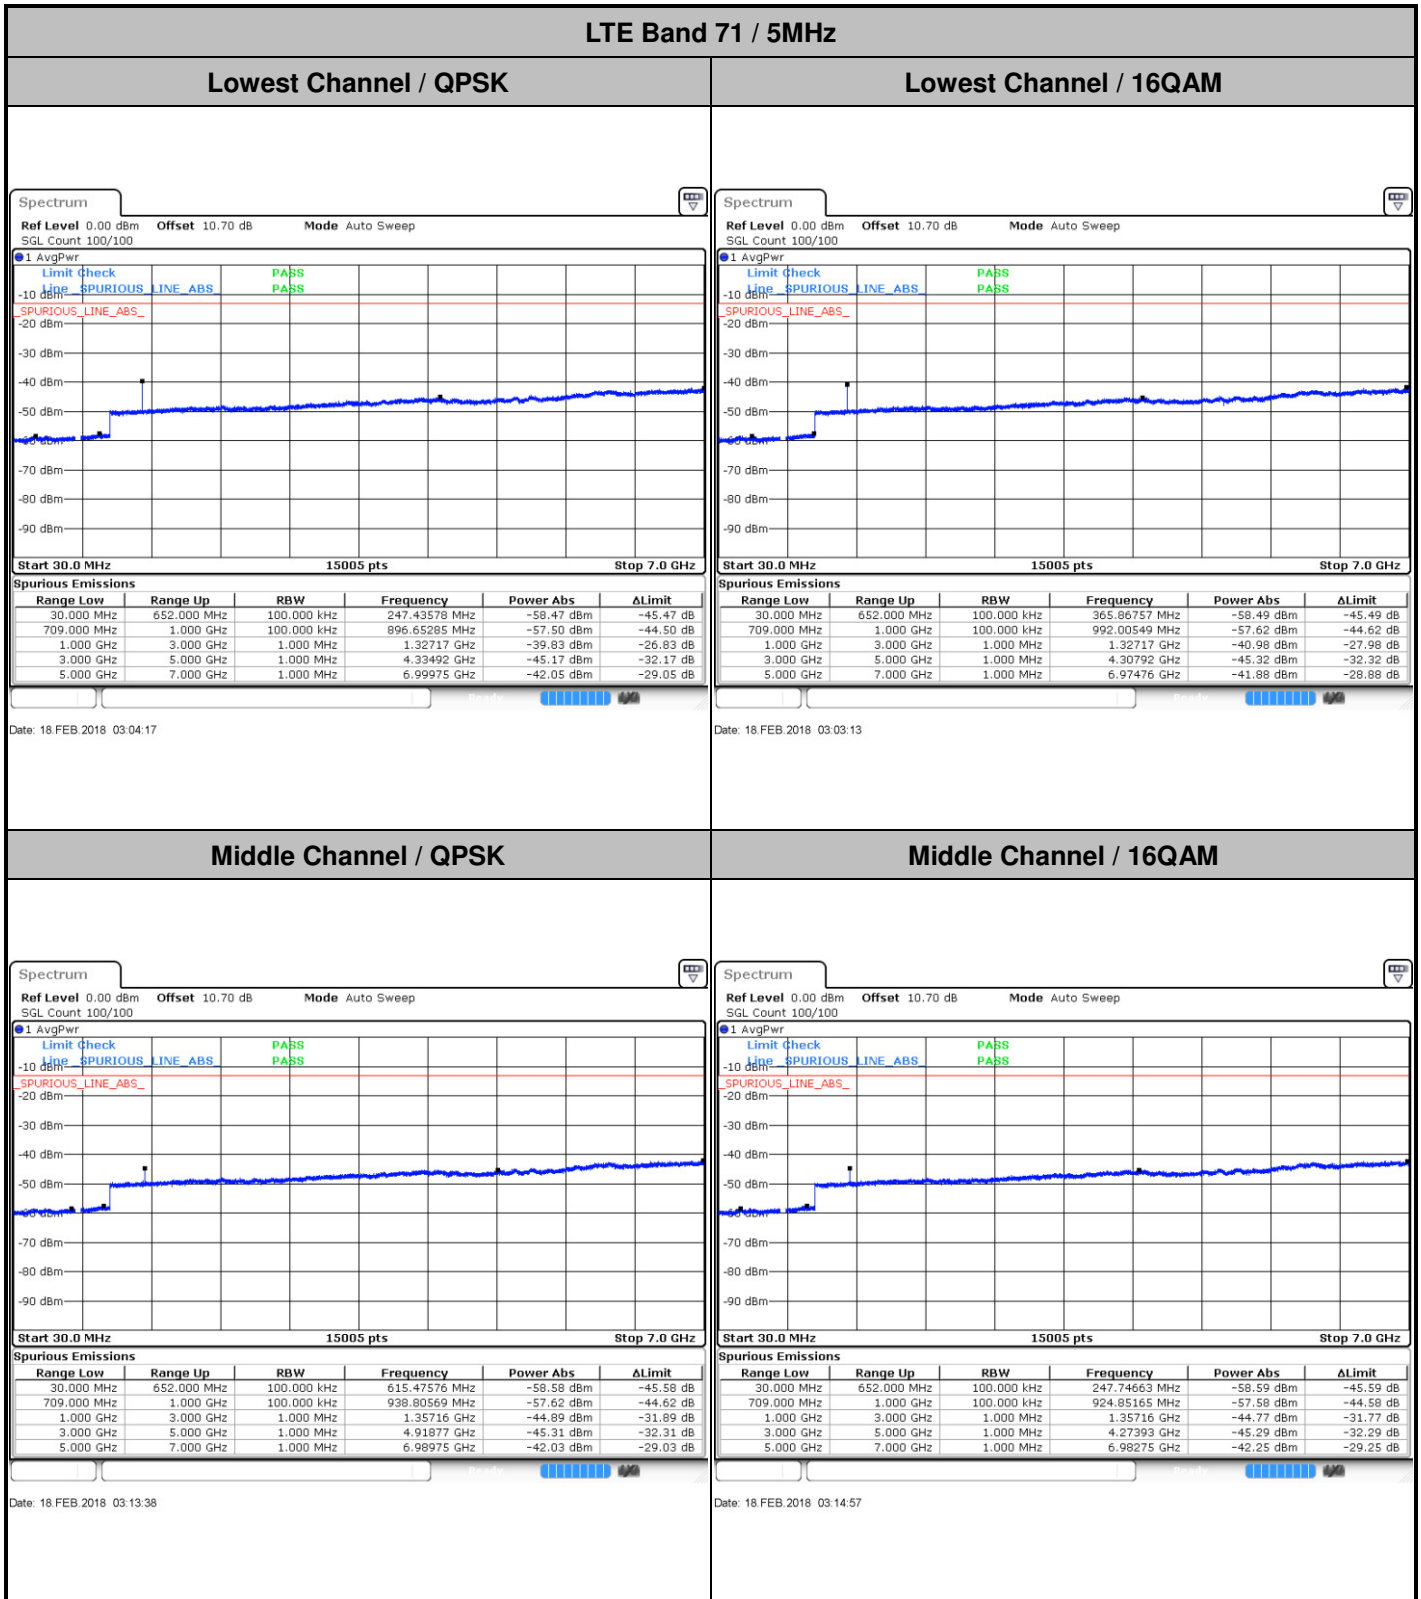 LTE Band 71 / 5MHz
Lowest Channel / QPSK
Lowest Channel / 16QAM
Spectrum
Ref Level 0.00 dBm Offset 10.70 dB Mode Auto Sweep
SGL Count 100/100
1 AvgPwr
Limit Check PASS
Line _SPURIOUS_LINE_ABS_ PASS
-10 dBm
_SPURIOUS_LINE_ABS_
-20 dBm
-30 dBm
-40 dBm
-50 dBm
-60 dBm
-70 dBm
-80 dBm
-90 dBm
Start 30.0 MHz 15005 pts Stop 7.0 GHz
Spurious Emissions
Range Low Range Up RBW Frequency Power Abs ΔLimit
30.000 MHz 652.000 MHz 100.000 kHz 247.43578 MHz -58.47 dBm -45.47 dB
709.000 MHz 1.000 GHz 100.000 kHz 896.65285 MHz -57.50 dBm -44.50 dB
1.000 GHz 3.000 GHz 1.000 MHz 1.32717 GHz -39.83 dBm -26.83 dB
3.000 GHz 5.000 GHz 1.000 MHz 4.33492 GHz -45.17 dBm -32.17 dB
5.000 GHz 7.000 GHz 1.000 MHz 6.99975 GHz -42.05 dBm -29.05 dB
Date: 18.FEB.2018 03:04:17
Spectrum
Ref Level 0.00 dBm Offset 10.70 dB Mode Auto Sweep
SGL Count 100/100
1 AvgPwr
Limit Check PASS
Line _SPURIOUS_LINE_ABS_ PASS
-10 dBm
_SPURIOUS_LINE_ABS_
-20 dBm
-30 dBm
-40 dBm
-50 dBm
-60 dBm
-70 dBm
-80 dBm
-90 dBm
Start 30.0 MHz 15005 pts Stop 7.0 GHz
Spurious Emissions
Range Low Range Up RBW Frequency Power Abs ΔLimit
30.000 MHz 652.000 MHz 100.000 kHz 365.86757 MHz -58.49 dBm -45.49 dB
709.000 MHz 1.000 GHz 100.000 kHz 992.00549 MHz -57.62 dBm -44.62 dB
1.000 GHz 3.000 GHz 1.000 MHz 1.32717 GHz -40.98 dBm -27.98 dB
3.000 GHz 5.000 GHz 1.000 MHz 4.30792 GHz -45.32 dBm -32.32 dB
5.000 GHz 7.000 GHz 1.000 MHz 6.97476 GHz -41.88 dBm -28.88 dB
Date: 18.FEB.2018 03:03:13
Middle Channel / QPSK
Middle Channel / 16QAM
Spectrum
Ref Level 0.00 dBm Offset 10.70 dB Mode Auto Sweep
SGL Count 100/100
1 AvgPwr
Limit Check PASS
Line _SPURIOUS_LINE_ABS_ PASS
-10 dBm
_SPURIOUS_LINE_ABS_
-20 dBm
-30 dBm
-40 dBm
-50 dBm
-60 dBm
-70 dBm
-80 dBm
-90 dBm
Start 30.0 MHz 15005 pts Stop 7.0 GHz
Spurious Emissions
Range Low Range Up RBW Frequency Power Abs ΔLimit
30.000 MHz 652.000 MHz 100.000 kHz 615.47576 MHz -58.58 dBm -45.58 dB
709.000 MHz 1.000 GHz 100.000 kHz 938.80569 MHz -57.62 dBm -44.62 dB
1.000 GHz 3.000 GHz 1.000 MHz 1.35716 GHz -44.89 dBm -31.89 dB
3.000 GHz 5.000 GHz 1.000 MHz 4.91877 GHz -45.31 dBm -32.31 dB
5.000 GHz 7.000 GHz 1.000 MHz 6.98975 GHz -42.03 dBm -29.03 dB
Date: 18.FEB.2018 03:13:38
Spectrum
Ref Level 0.00 dBm Offset 10.70 dB Mode Auto Sweep
SGL Count 100/100
1 AvgPwr
Limit Check PASS
Line _SPURIOUS_LINE_ABS_ PASS
-10 dBm
_SPURIOUS_LINE_ABS_
-20 dBm
-30 dBm
-40 dBm
-50 dBm
-60 dBm
-70 dBm
-80 dBm
-90 dBm
Start 30.0 MHz 15005 pts Stop 7.0 GHz
Spurious Emissions
Range Low Range Up RBW Frequency Power Abs ΔLimit
30.000 MHz 652.000 MHz 100.000 kHz 247.74663 MHz -58.59 dBm -45.59 dB
709.000 MHz 1.000 GHz 100.000 kHz 924.85165 MHz -57.58 dBm -44.58 dB
1.000 GHz 3.000 GHz 1.000 MHz 1.35716 GHz -44.77 dBm -31.77 dB
3.000 GHz 5.000 GHz 1.000 MHz 4.27393 GHz -45.29 dBm -32.29 dB
5.000 GHz 7.000 GHz 1.000 MHz 6.98275 GHz -42.25 dBm -29.25 dB
Date: 18.FEB.2018 03:14:57